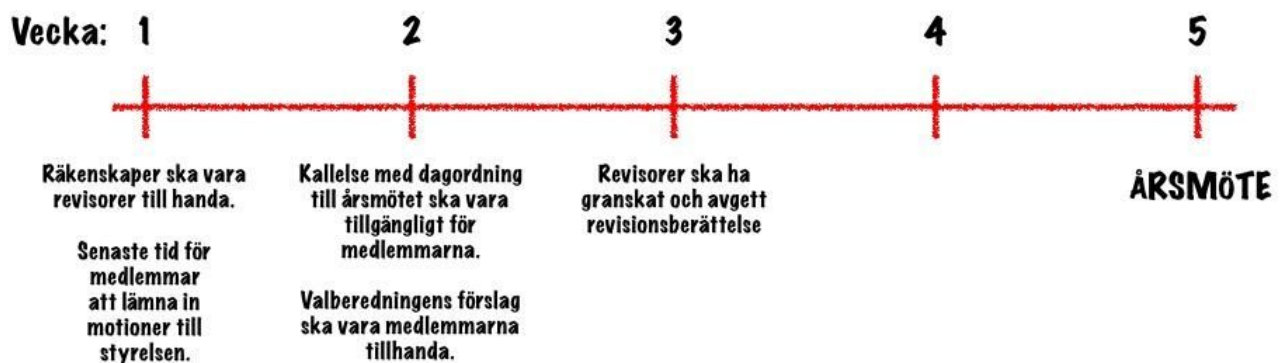 Vecka: 1 2 3 4 5
Räkenskaper ska vara
revisorer till handa.
Senaste tid för
medlemmar
att lämna in
motioner till
styrelsen.
Kallelse med dagordning
till årsmötet ska vara
tillgängligt för
medlemmarna.
Valberedningens förslag
ska vara medlemmarna
tillhanda.
Revisorer ska ha
granskat och avgett
revisionsberättelse
ÅRSMÖTE